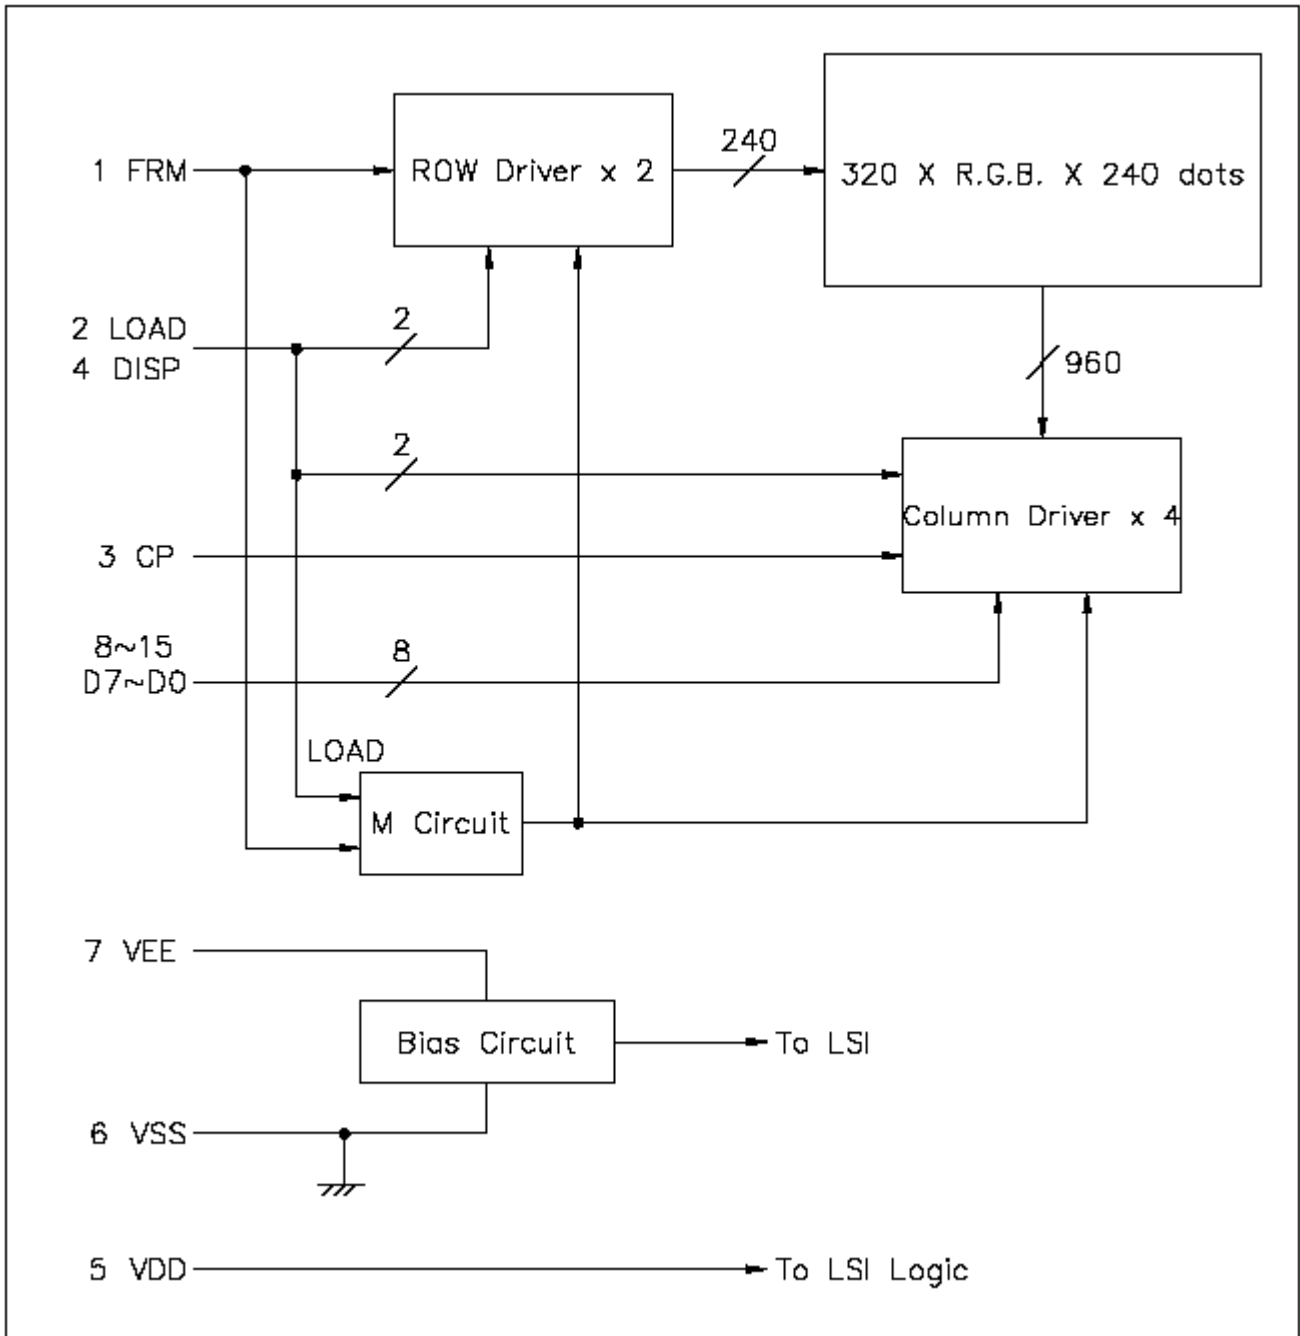 1 FRM
ROW Driver x 2
240
320 X R.G.B. X 240 dots
2 LOAD
4 DISP
2
960
2
Column Driver x 4
3 CP
8~15
D7~D0
8
LOAD
M Circuit
7 VEE
Bias Circuit
To LSI
6 VSS
5 VDD
To LSI Logic